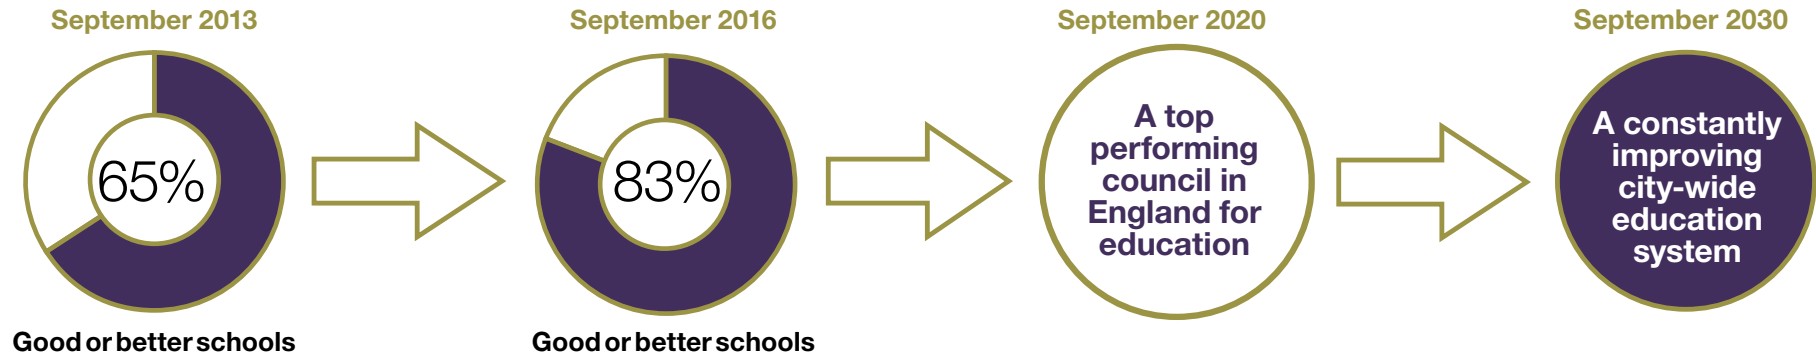 September 2013
65%
Good or better schools
September 2016
83%
Good or better schools
September 2020
A top
performing
council in
England for
education
September 2030
A constantly
improving
city-wide
education
system